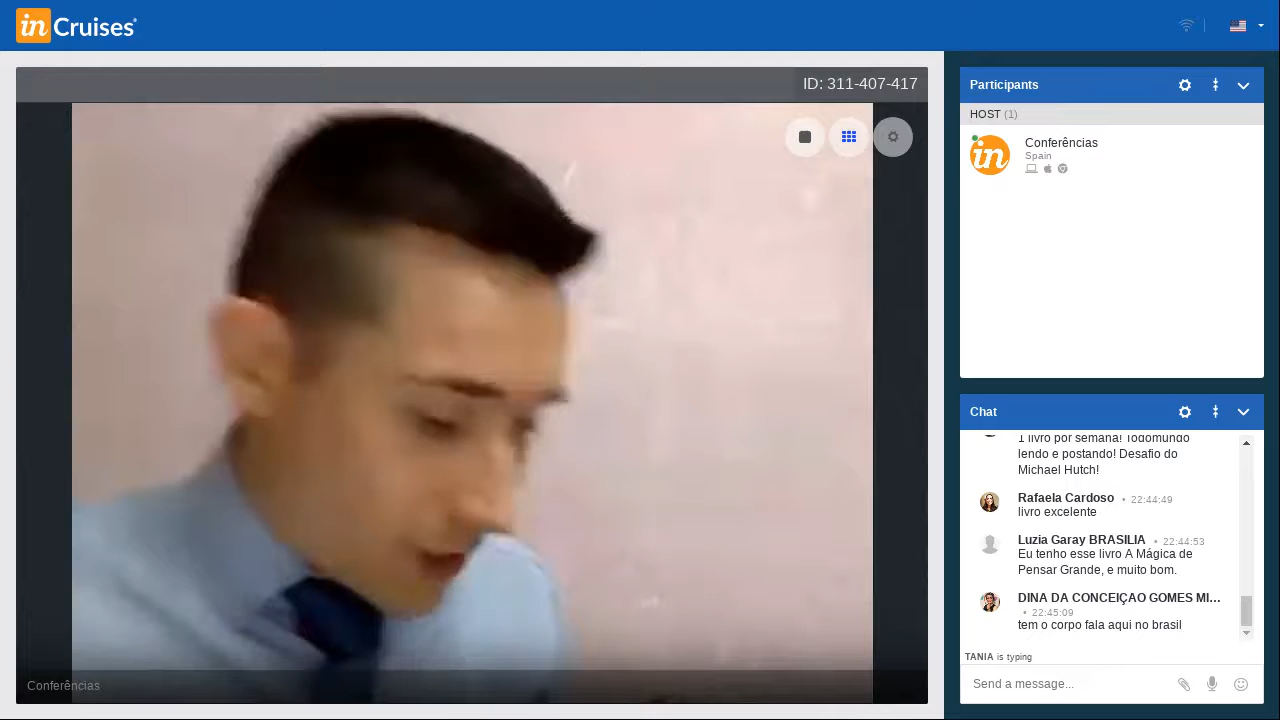 in Cruises
ID: 311-407-417
Conferências
Participants
HOST (1)
in
Conferências
Spain
Chat
1 livro por semana! Todomundo
lendo e postando! Desafio do
Michael Hutch!
Rafaela Cardoso • 22:44:49
livro excelente
Luzia Garay BRASILIA • 22:44:53
Eu tenho esse livro A Mágica de
Pensar Grande, e muito bom.
DINA DA CONCEIÇAO GOMES MI...
• 22:45:09
tem o corpo fala aqui no brasil
TANIA is typing
Send a message...